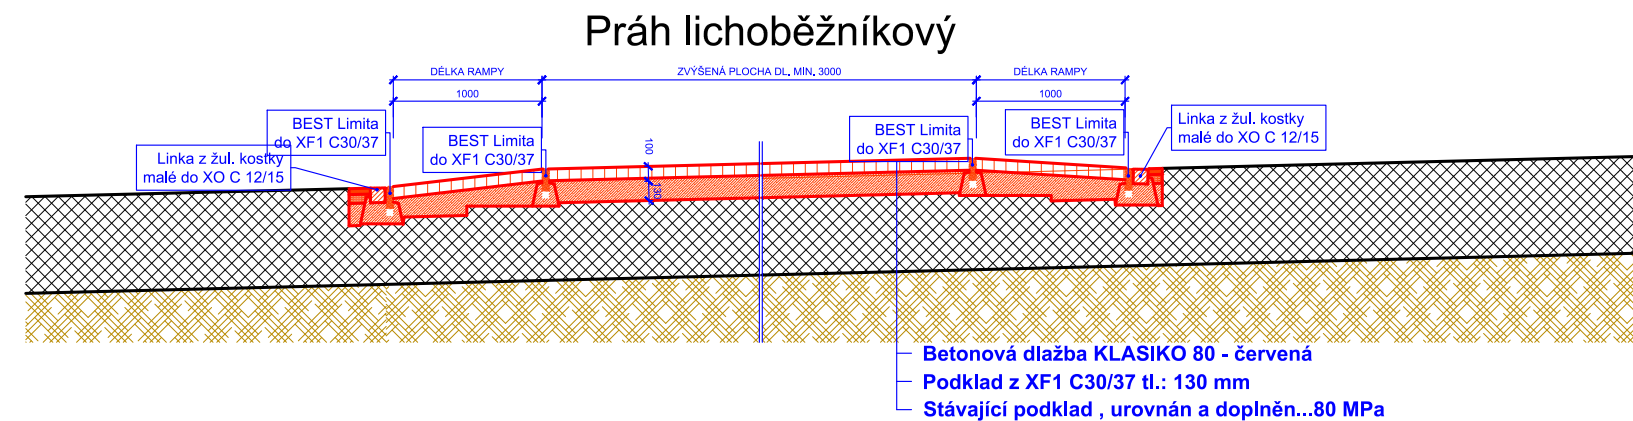 Práh lichoběžníkový
DÉLKA RAMPY
ZVÝŠENÁ PLOCHA DL. MIN. 3000
DÉLKA RAMPY
1000
1000
BEST Limita
do XF1 C30/37
BEST Limita
do XF1 C30/37
BEST Limita
do XF1 C30/37
BEST Limita
do XF1 C30/37
Linka z žul. kostky
malé do XO C 12/15
Linka z žul. kostky
malé do XO C 12/15
100
130
Betonová dlažba KLASIKO 80 - červená
Podklad z XF1 C30/37 tl.: 130 mm
Stávající podklad , urovnán a doplněn...80 MPa